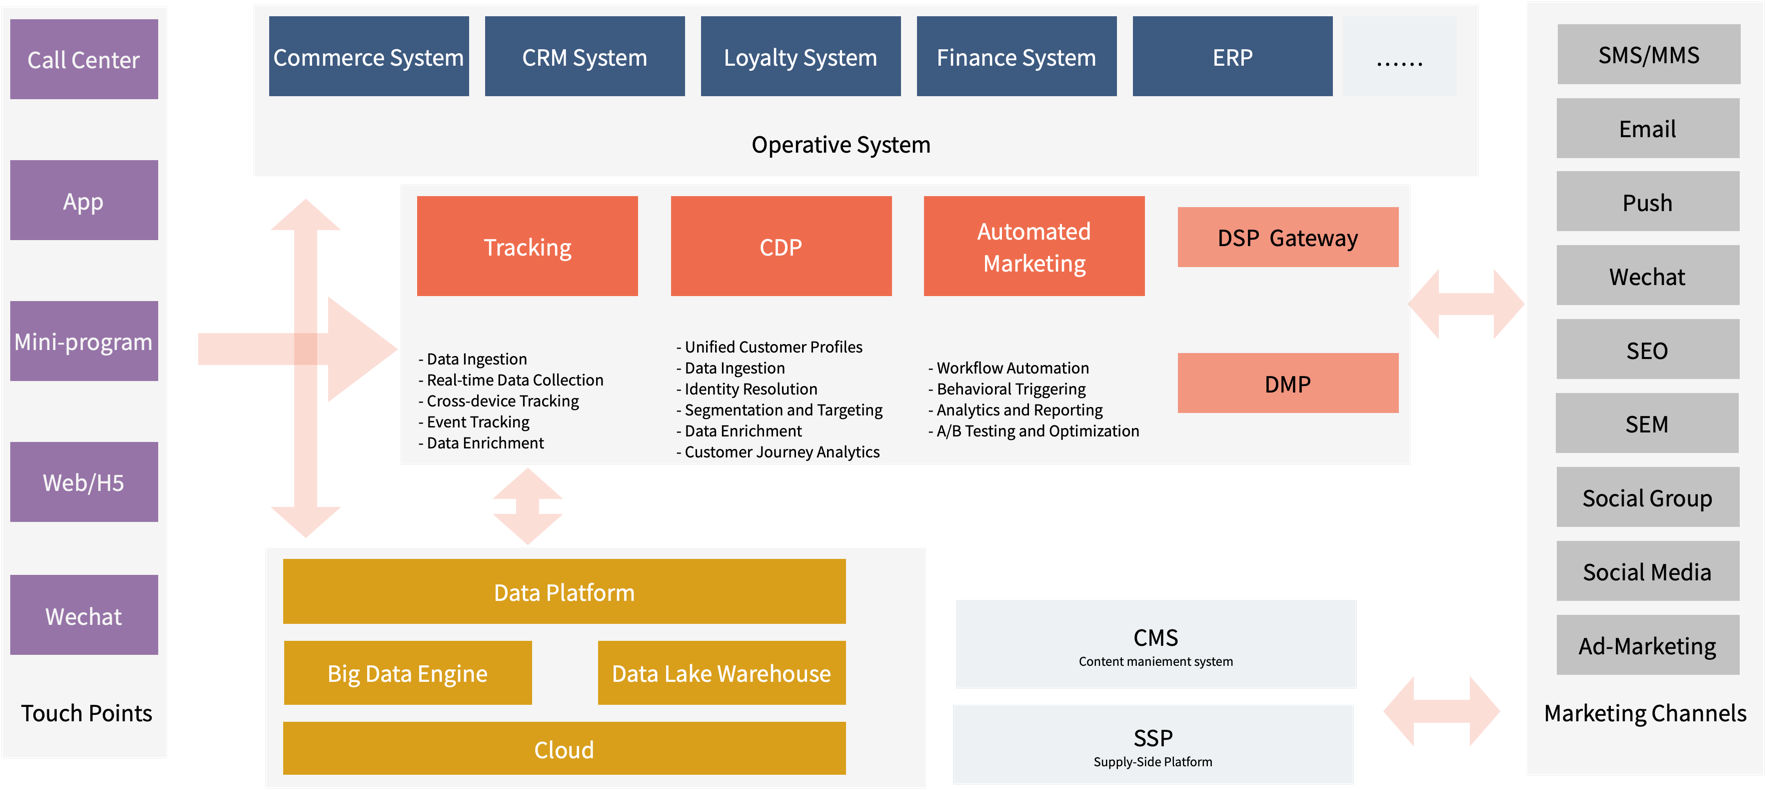 Call Center
App
Mini-program
Web/H5
Wechat
Touch Points
Commerce System
CRM System
Loyalty System
Finance System
ERP
......
Operative System
Tracking
- Data Ingestion
- Real-time Data Collection
- Cross-device Tracking
- Event Tracking
- Data Enrichment
CDP
- Unified Customer Profiles
- Data Ingestion
- Identity Resolution
- Segmentation and Targeting
- Data Enrichment
- Customer Journey Analytics
Automated
Marketing
- Workflow Automation
- Behavioral Triggering
- Analytics and Reporting
- A/B Testing and Optimization
DSP Gateway
DMP
Data Platform
Big Data Engine
Data Lake Warehouse
Cloud
CMS
Content maniement system
SSP
Supply-Side Platform
SMS/MMS
Email
Push
Wechat
SEO
SEM
Social Group
Social Media
Ad-Marketing
Marketing Channels